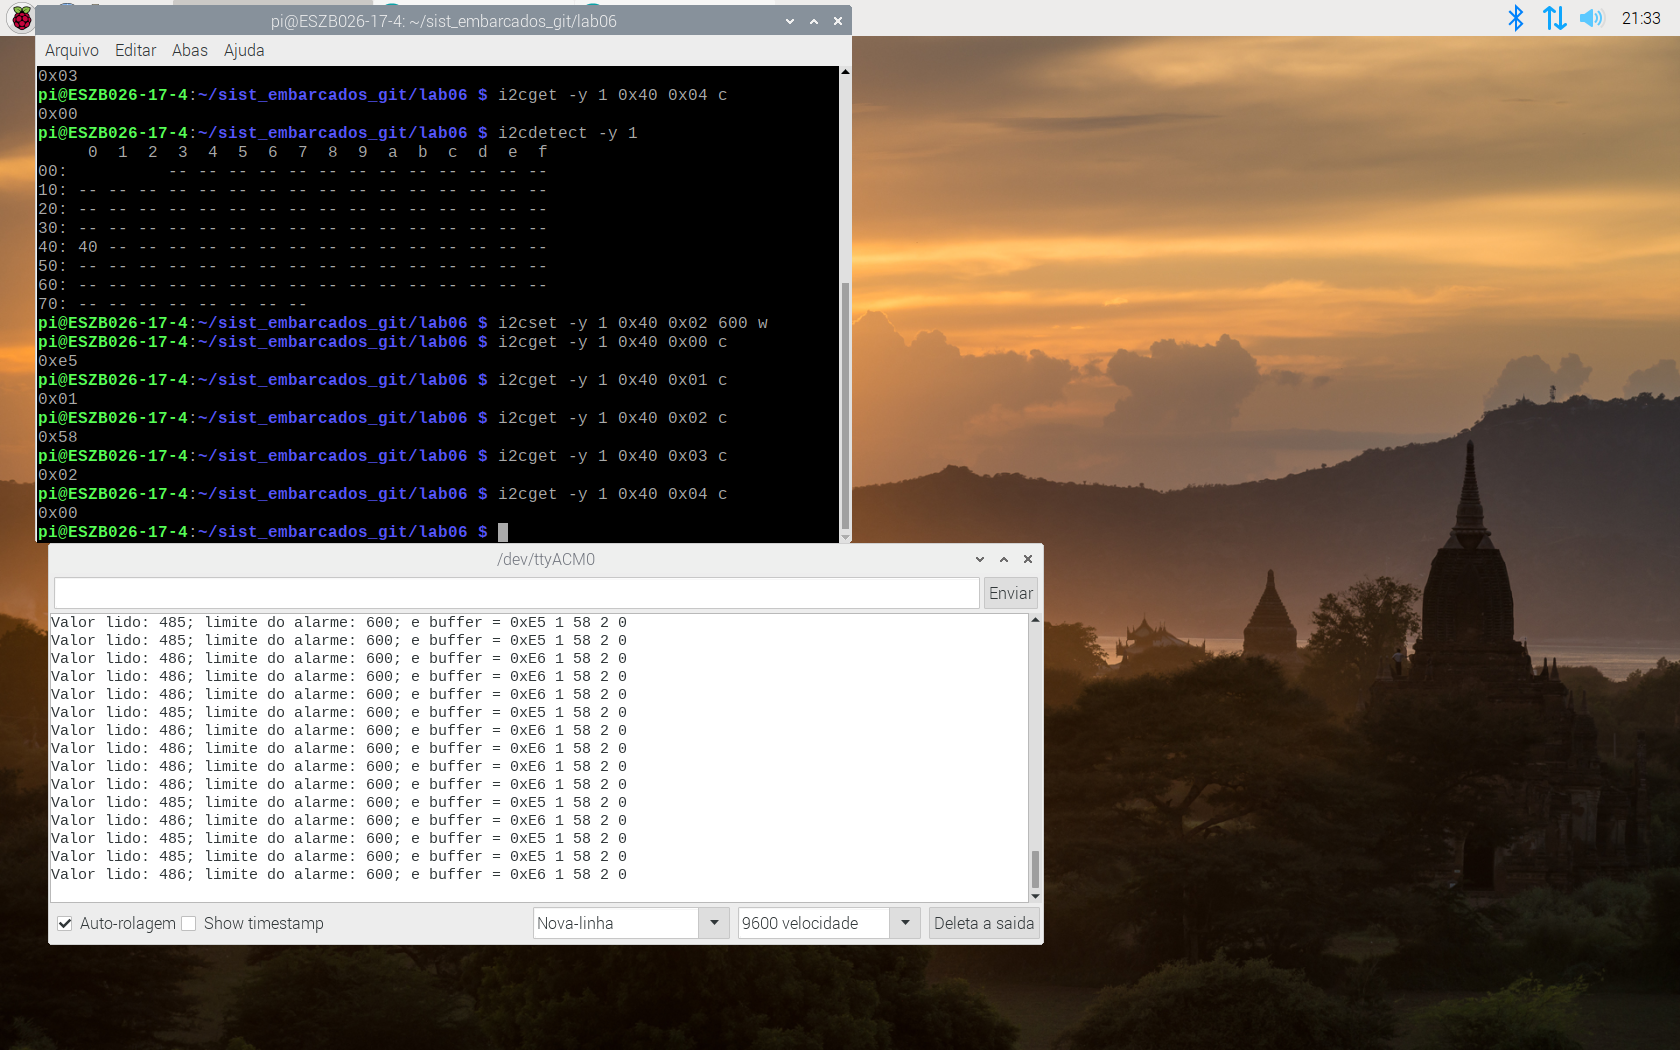 pi@ESZB026-17-4: ~/sist_embarcados_git/lab06
21:33
Arquivo Editar Abas Ajuda
0x03
pi@ESZB026-17-4:~/sist_embarcados_git/lab06 $ i2cget -y 1 0x40 0x04 c
0x00
pi@ESZB026-17-4:~/sist_embarcados_git/lab06 $ i2cdetect -y 1
     0  1  2  3  4  5  6  7  8  9  a  b  c  d  e  f
00:          -- -- -- -- -- -- -- -- -- -- -- -- --
10: -- -- -- -- -- -- -- -- -- -- -- -- -- -- -- --
20: -- -- -- -- -- -- -- -- -- -- -- -- -- -- -- --
30: -- -- -- -- -- -- -- -- -- -- -- -- -- -- -- --
40: 40 -- -- -- -- -- -- -- -- -- -- -- -- -- -- --
50: -- -- -- -- -- -- -- -- -- -- -- -- -- -- -- --
60: -- -- -- -- -- -- -- -- -- -- -- -- -- -- -- --
70: -- -- -- -- -- -- -- --
pi@ESZB026-17-4:~/sist_embarcados_git/lab06 $ i2cset -y 1 0x40 0x02 600 w
pi@ESZB026-17-4:~/sist_embarcados_git/lab06 $ i2cget -y 1 0x40 0x00 c
0xe5
pi@ESZB026-17-4:~/sist_embarcados_git/lab06 $ i2cget -y 1 0x40 0x01 c
0x01
pi@ESZB026-17-4:~/sist_embarcados_git/lab06 $ i2cget -y 1 0x40 0x02 c
0x58
pi@ESZB026-17-4:~/sist_embarcados_git/lab06 $ i2cget -y 1 0x40 0x03 c
0x02
pi@ESZB026-17-4:~/sist_embarcados_git/lab06 $ i2cget -y 1 0x40 0x04 c
0x00
pi@ESZB026-17-4:~/sist_embarcados_git/lab06 $
/dev/ttyACM0
Enviar
Valor lido: 485; limite do alarme: 600; e buffer = 0xE5 1 58 2 0
Valor lido: 485; limite do alarme: 600; e buffer = 0xE5 1 58 2 0
Valor lido: 486; limite do alarme: 600; e buffer = 0xE6 1 58 2 0
Valor lido: 486; limite do alarme: 600; e buffer = 0xE6 1 58 2 0
Valor lido: 486; limite do alarme: 600; e buffer = 0xE6 1 58 2 0
Valor lido: 485; limite do alarme: 600; e buffer = 0xE5 1 58 2 0
Valor lido: 486; limite do alarme: 600; e buffer = 0xE6 1 58 2 0
Valor lido: 486; limite do alarme: 600; e buffer = 0xE6 1 58 2 0
Valor lido: 486; limite do alarme: 600; e buffer = 0xE6 1 58 2 0
Valor lido: 486; limite do alarme: 600; e buffer = 0xE6 1 58 2 0
Valor lido: 485; limite do alarme: 600; e buffer = 0xE5 1 58 2 0
Valor lido: 486; limite do alarme: 600; e buffer = 0xE6 1 58 2 0
Valor lido: 485; limite do alarme: 600; e buffer = 0xE5 1 58 2 0
Valor lido: 485; limite do alarme: 600; e buffer = 0xE5 1 58 2 0
Valor lido: 486; limite do alarme: 600; e buffer = 0xE6 1 58 2 0
Auto-rolagem Show timestamp Nova-linha 9600 velocidade Deleta a saida